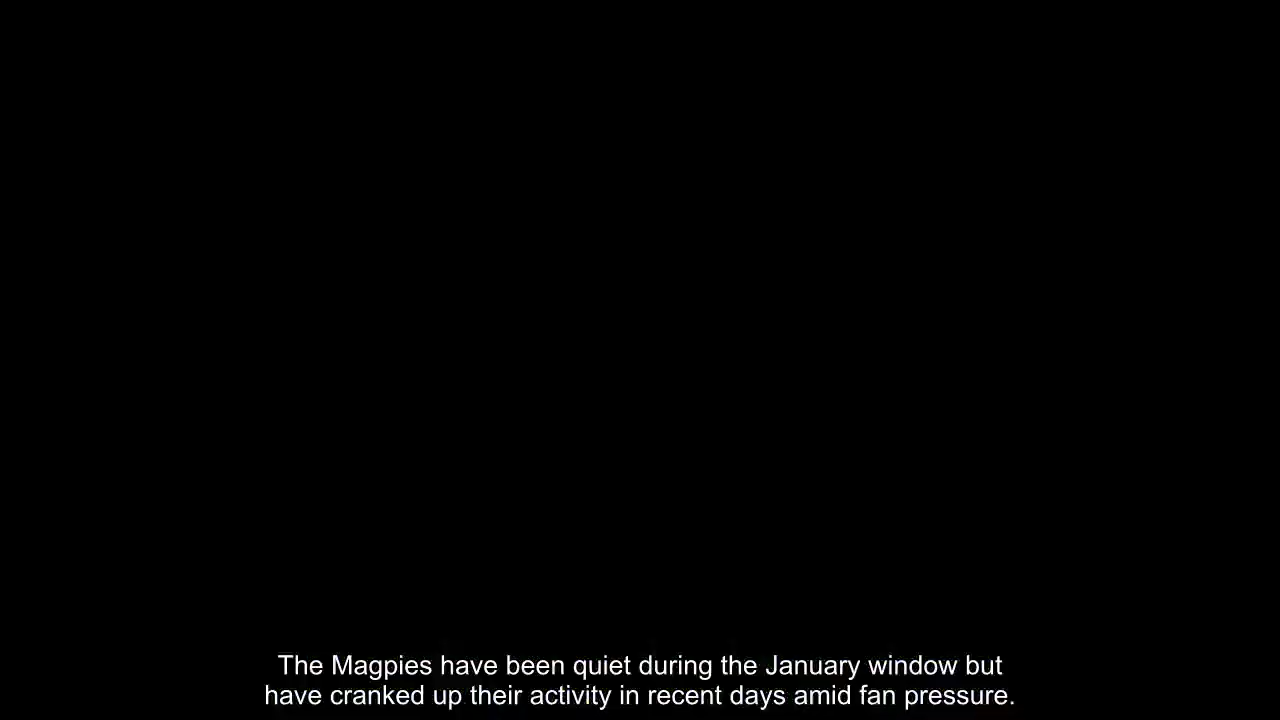 The Magpies have been quiet during the January window but
have cranked up their activity in recent days amid fan pressure.